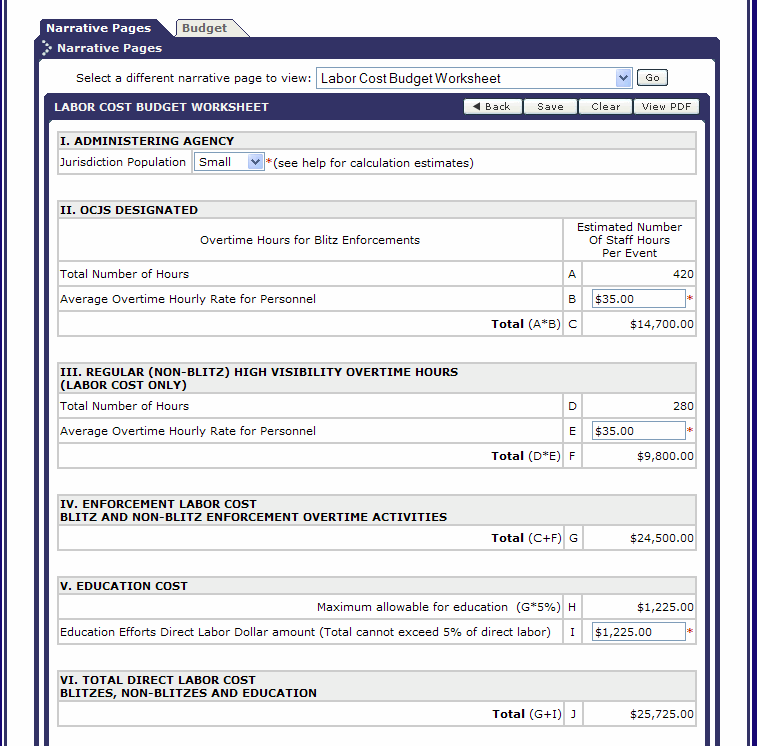 Narrative Pages Budget
Narrative Pages
Select a different narrative page to view: Labor Cost Budget Worksheet Go
LABOR COST BUDGET WORKSHEET Back Save Clear View PDF
I. ADMINISTERING AGENCY
Jurisdiction Population Small *(see help for calculation estimates)
II. OCJS DESIGNATED
Overtime Hours for Blitz Enforcements
Estimated Number
Of Staff Hours
Per Event
Total Number of Hours A 420
Average Overtime Hourly Rate for Personnel B $35.00 *
Total (A*B) C $14,700.00
III. REGULAR (NON-BLITZ) HIGH VISIBILITY OVERTIME HOURS
(LABOR COST ONLY)
Total Number of Hours D 280
Average Overtime Hourly Rate for Personnel E $35.00 *
Total (D*E) F $9,800.00
IV. ENFORCEMENT LABOR COST
BLITZ AND NON-BLITZ ENFORCEMENT OVERTIME ACTIVITIES
Total (C+F) G $24,500.00
V. EDUCATION COST
Maximum allowable for education (G*5%) H $1,225.00
Education Efforts Direct Labor Dollar amount (Total cannot exceed 5% of direct labor) I $1,225.00 *
VI. TOTAL DIRECT LABOR COST
BLITZES, NON-BLITZES AND EDUCATION
Total (G+I) J $25,725.00